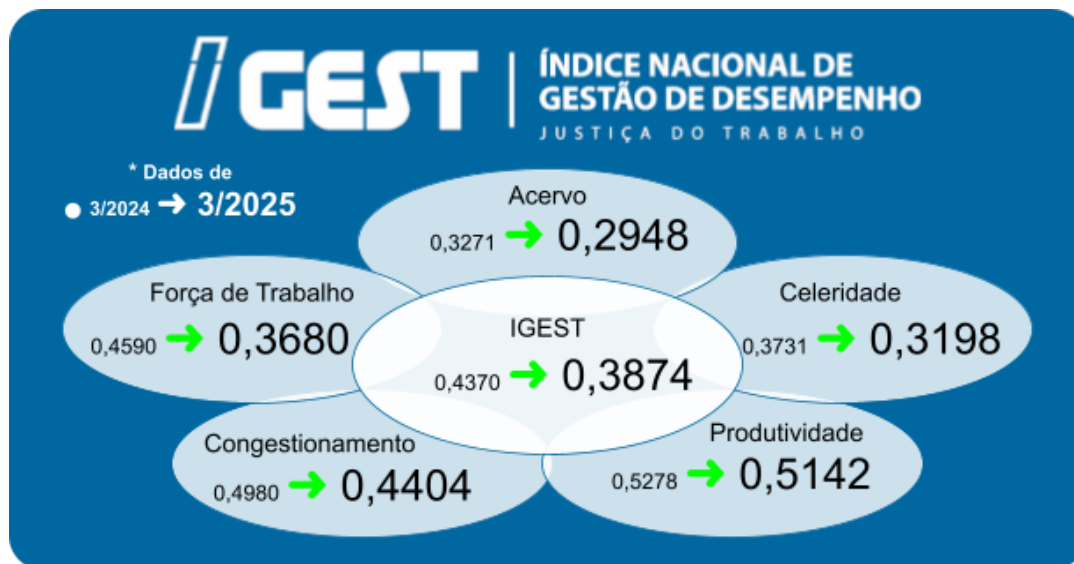 IGEST
ÍNDICE NACIONAL DE
GESTÃO DE DESEMPENHO
JUSTIÇA DO TRABALHO
* Dados de
3/2024 ➜ 3/2025
Acervo
0,3271 ➜ 0,2948
Força de Trabalho
0,4590 ➜ 0,3680
IGEST
0,4370 ➜ 0,3874
Celeridade
0,3731 ➜ 0,3198
Congestionamento
0,4980 ➜ 0,4404
Produtividade
0,5278 ➜ 0,5142